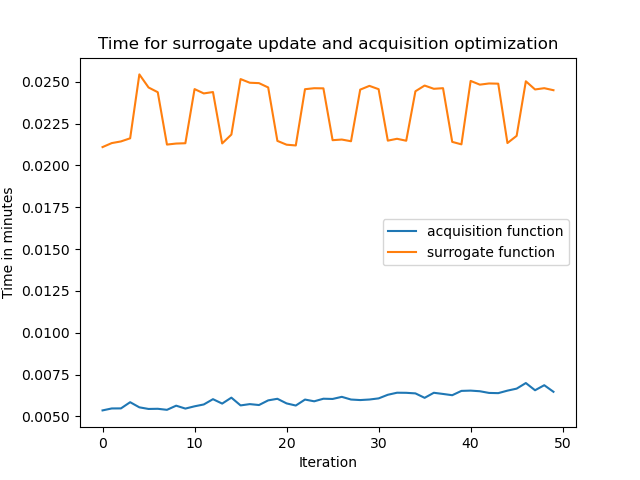 Time for surrogate update and acquisition optimization
0.0250
0.0225
0.0200
0.0175
0.0150
0.0125
0.0100
0.0075
0.0050
Time in minutes
acquisition function
surrogate function
0 10 20 30 40 50
Iteration